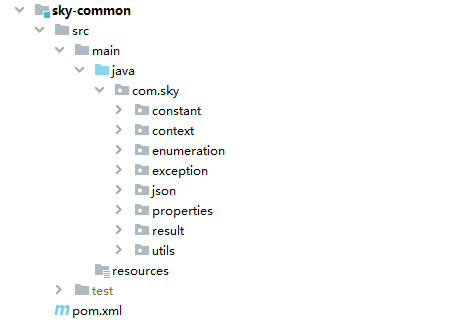 sky-common
src
main
java
com.sky
constant
context
enumeration
exception
json
properties
result
utils
resources
test
m pom.xml